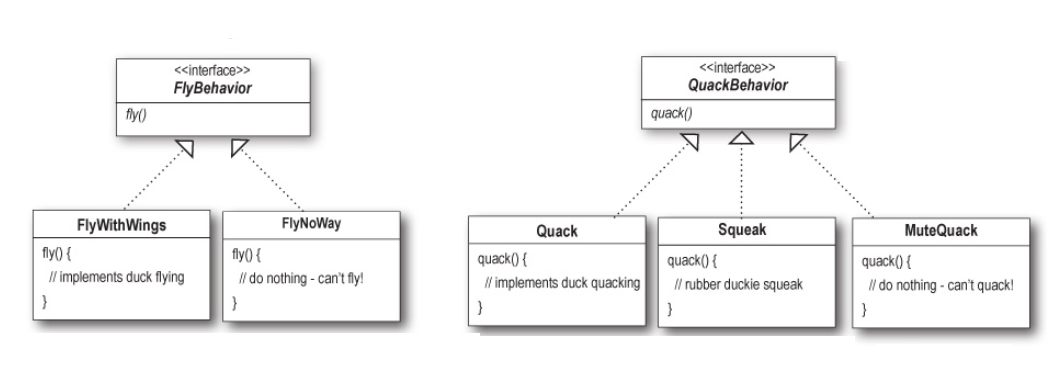 <<interface>>
FlyBehavior
fly()
FlyWithWings
fly() {
// implements duck flying
}
FlyNoWay
fly() {
// do nothing - can't fly!
}
<<interface>>
QuackBehavior
quack()
Quack
quack() {
// implements duck quacking
}
Squeak
quack() {
// rubber duckie squeak
}
MuteQuack
quack() {
// do nothing - can't quack!
}